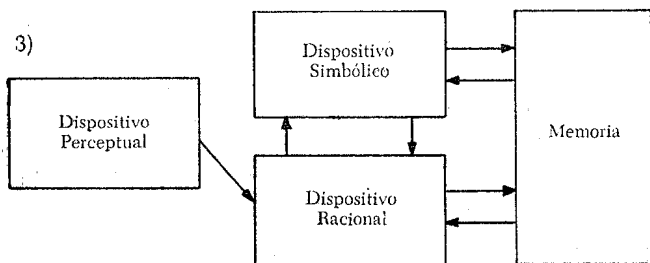 3)
Dispositivo
Simbólico
Dispositivo
Perceptual
Memoria
Dispositivo
Racional